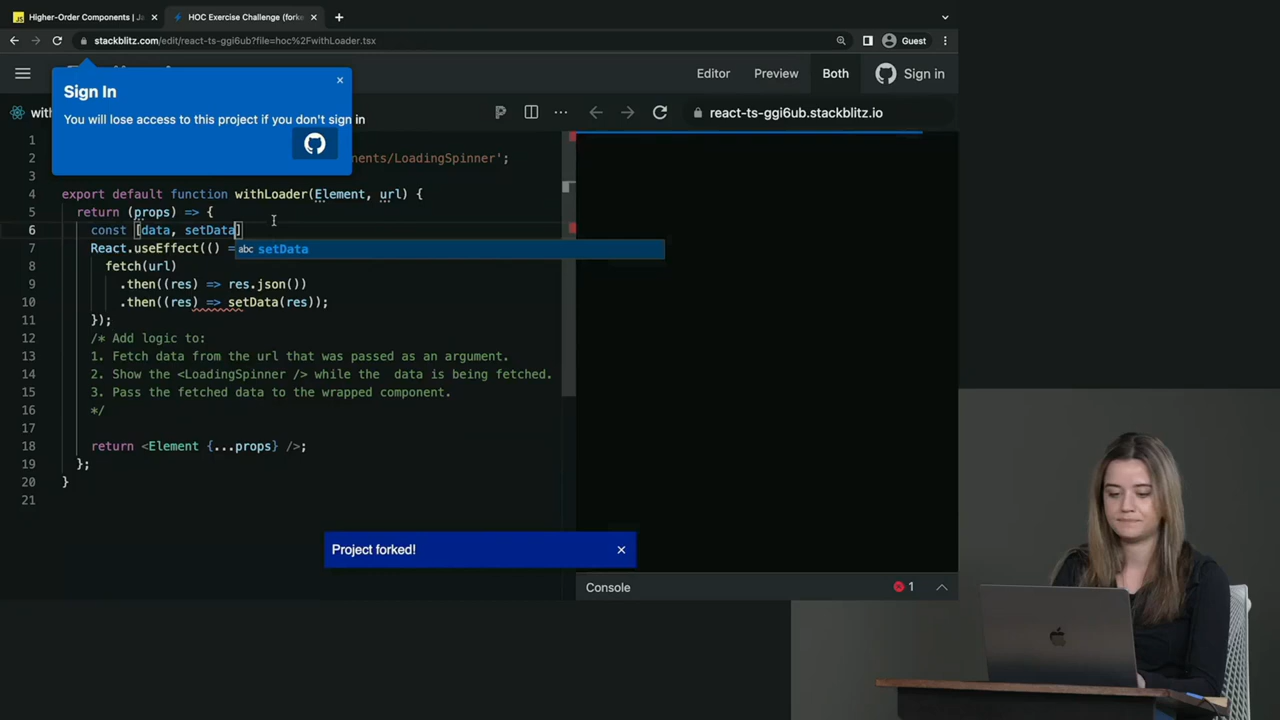 Higher-Order Components | Ja
HOC Exercise Challenge (forke
stackblitz.com/edit/react-ts-ggi6ub?file=hoc%2FwithLoader.tsx
Guest
Editor
Preview
Both
Sign in
Sign In
You will lose access to this project if you don't sign in
with
react-ts-ggi6ub.stackblitz.io
1
2 nents/LoadingSpinner';
3
4 export default function withLoader(Element, url) {
5 return (props) => {
6 const [data, setData]
7 React.useEffect(() =
abc setData
8 fetch(url)
9 .then((res) => res.json())
10 .then((res) => setData(res));
11 });
12 /* Add logic to:
13 1. Fetch data from the url that was passed as an argument.
14 2. Show the <LoadingSpinner /> while the  data is being fetched.
15 3. Pass the fetched data to the wrapped component.
16 */
17
18 return <Element {...props} />;
19 };
20 }
21
Project forked!
Console
1